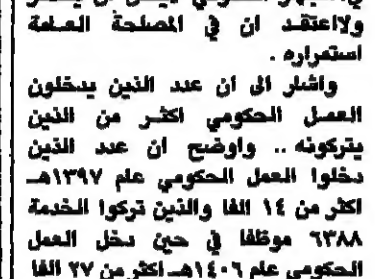 ولااعتقد ان في المصلحة العامة
استمراره .
واشار الى ان عدد الذين يدخلون
العمل الحكومي اكثر من الذين
يتركونه .. واوضح ان عدد الذين
دخلوا العمل الحكومي عام ١٣٩٧هـ
اكثر من ١٤ الفا والذين تركوا الخدمة
٦٣٨٨ موظفا في حين دخل العمل
الحكومي عام ١٤٠٦هـ اكثر من ٢٧ الفا